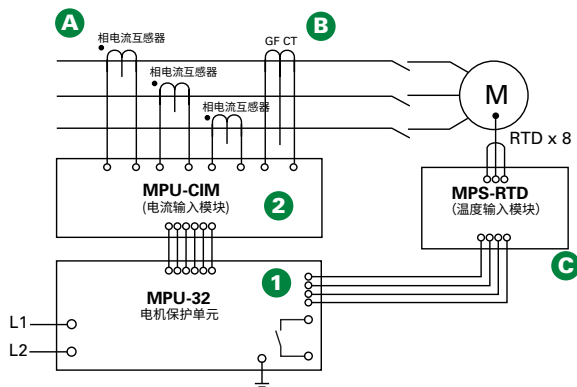 A
B
GF CT
相电流互感器
相电流互感器
相电流互感器
M
RTD x 8
MPU-CIM
(电流输入模块)
2
MPS-RTD
（温度输入模块）
C
1
MPU-32
电机保护单元
L1
L2